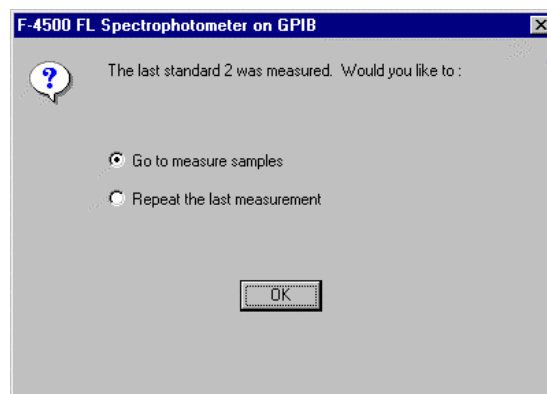 F-4500 FL Spectrophotometer on GPIB
The last standard 2 was measured. Would you like to :
Go to measure samples
Repeat the last measurement
OK